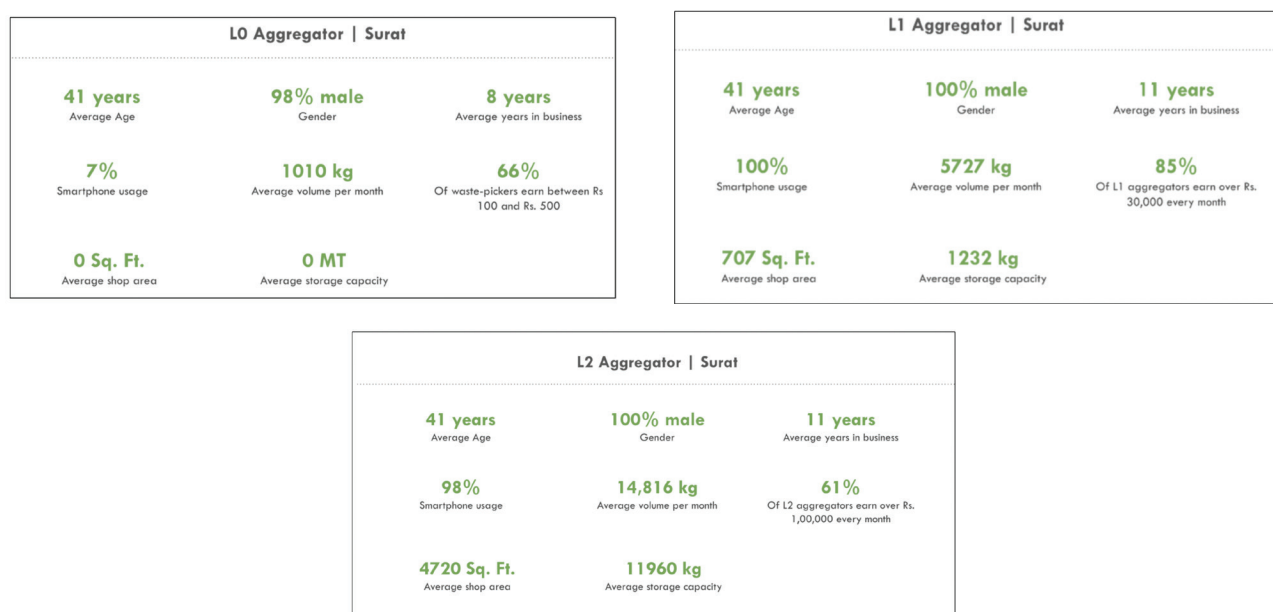 L0 Aggregator | Surat
41 years
98% male
8 years
Average Age
Gender
Average years in business
7%
1010 kg
66%
Smartphone usage
Average volume per month
Of waste-pickers earn between Rs
100 and Rs. 500
0 Sq. Ft.
0 MT
Average shop area
Average storage capacity
L1 Aggregator | Surat
41 years
100% male
11 years
Average Age
Gender
Average years in business
100%
5727 kg
85%
Smartphone usage
Average volume per month
Of L1 aggregators earn over Rs.
30,000 every month
707 Sq. Ft.
1232 kg
Average shop area
Average storage capacity
L2 Aggregator | Surat
41 years
100% male
11 years
Average Age
Gender
Average years in business
98%
14,816 kg
61%
Smartphone usage
Average volume per month
Of L2 aggregators earn over Rs.
1,00,000 every month
4720 Sq. Ft.
11960 kg
Average shop area
Average storage capacity